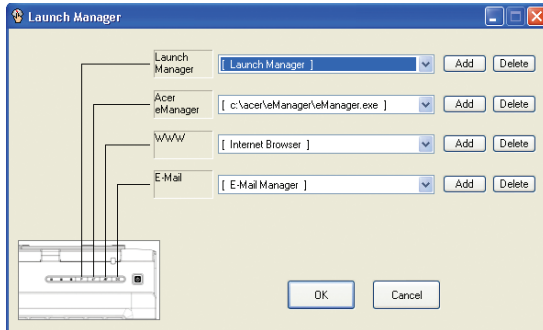 Launch Manager
Launch
Manager
[ Launch Manager ]
Add
Delete
Acer
eManager
[ c:\acer\eManager\eManager.exe ]
Add
Delete
WWW
[ Internet Browser ]
Add
Delete
E-Mail
[ E-Mail Manager ]
Add
Delete
OK
Cancel